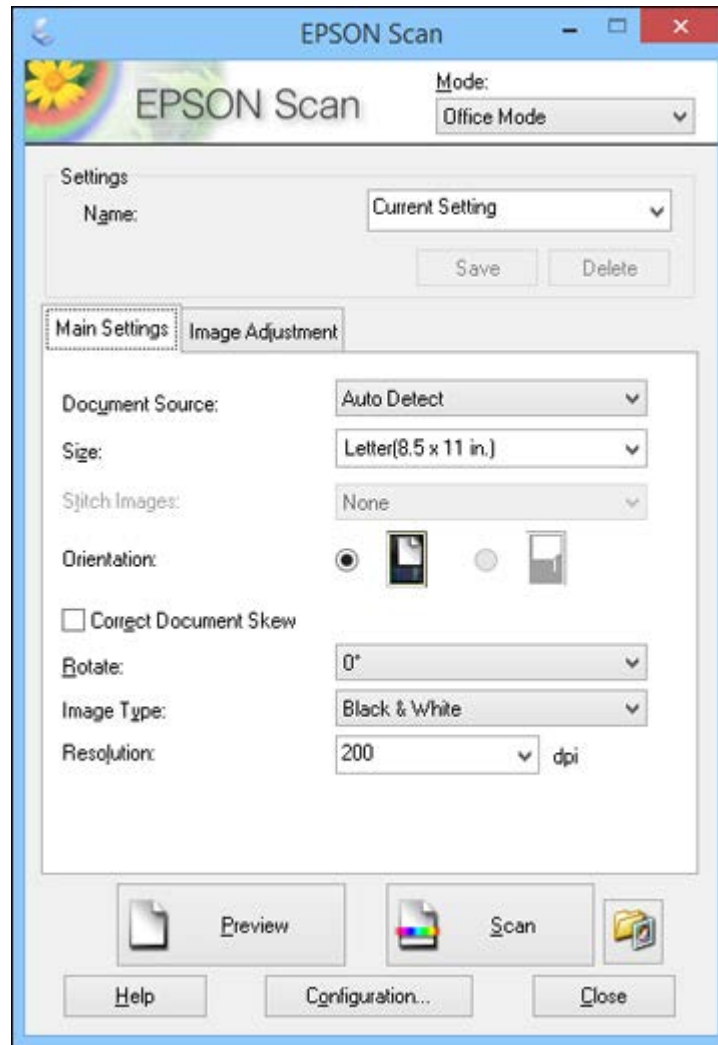 EPSON Scan
EPSON Scan
Mode:
Office Mode
Settings
Name: Current Setting
Save Delete
Main Settings Image Adjustment
Document Source: Auto Detect
Size: Letter(8.5 x 11 in.)
Stitch Images: None
Orientation:
Correct Document Skew
Rotate: 0°
Image Type: Black & White
Resolution: 200 dpi
Preview Scan
Help Configuration... Close